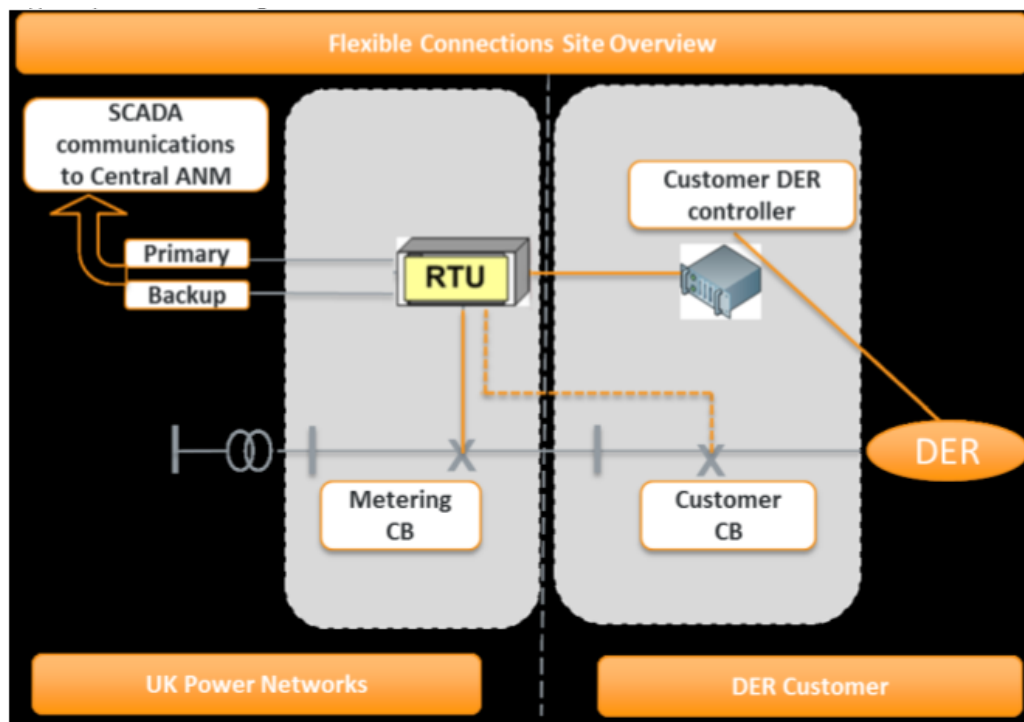 Flexible Connections Site Overview
SCADA
communications
to Central ANM
Customer DER
controller
Primary
Backup
RTU
DER
Metering
CB
Customer
CB
UK Power Networks
DER Customer